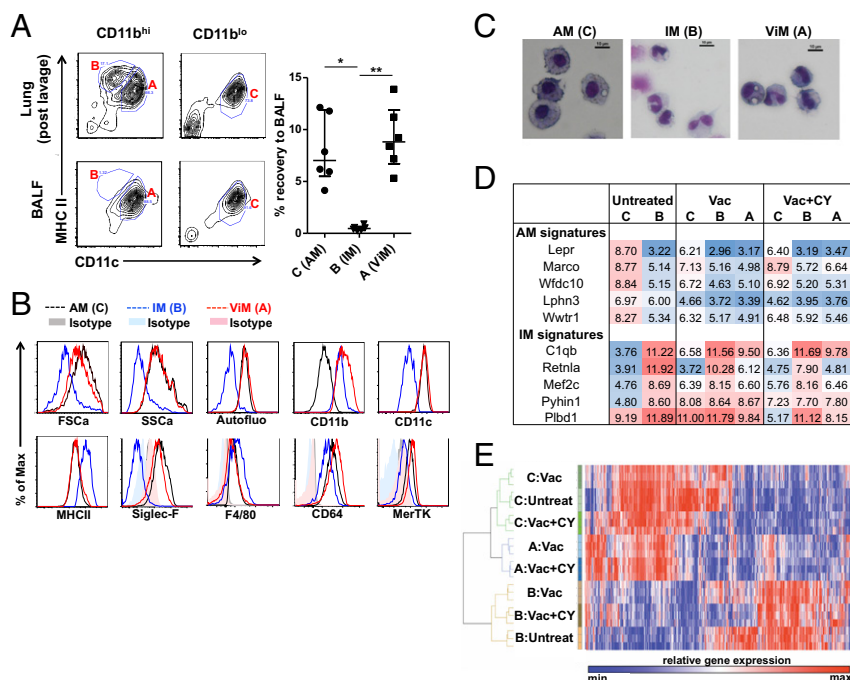 A
CD11bhi
CD11blo
Lung
(post lavage)
BALF
MHC II
CD11c
B
A
C
B
A
C
% recovery to BALF
20
15
10
5
0
*
**
C (AM)
B (IM)
A (ViM)
B
AM (C)
IM (B)
ViM (A)
Isotype
Isotype
Isotype
% of Max
FSCa
SSCa
Autofluo
CD11b
CD11c
MHCII
Siglec-F
F4/80
CD64
MerTK
C
AM (C)
IM (B)
ViM (A)
D
Untreated Vac Vac+CY
C B C B A C B A
AM signatures
Lepr 8.70 3.22 6.21 2.96 3.17 6.40 3.19 3.47
Marco 8.77 5.14 7.13 5.16 4.98 8.79 5.72 6.64
Wfdc10 8.84 5.15 6.72 4.63 5.10 6.92 5.20 5.31
Lphn3 6.97 6.00 4.66 3.72 3.39 4.62 3.95 3.76
Wwtr1 8.27 5.34 6.32 5.17 4.91 6.48 5.92 5.46
IM signatures
C1qb 3.76 11.22 6.58 11.56 9.50 6.36 11.69 9.78
Retnla 3.91 11.92 3.72 10.28 6.12 4.75 7.90 4.81
Mef2c 4.76 8.69 6.39 8.15 6.60 5.76 8.16 6.46
Pyhin1 4.80 8.60 8.08 8.64 8.67 7.23 7.70 7.80
Plbd1 9.19 11.89 11.00 11.79 9.84 5.17 11.12 8.15
E
C:Vac
C:Untreat
C:Vac+CY
A:Vac
A:Vac+CY
B:Vac
B:Vac+CY
B:Untreat
relative gene expression
min max